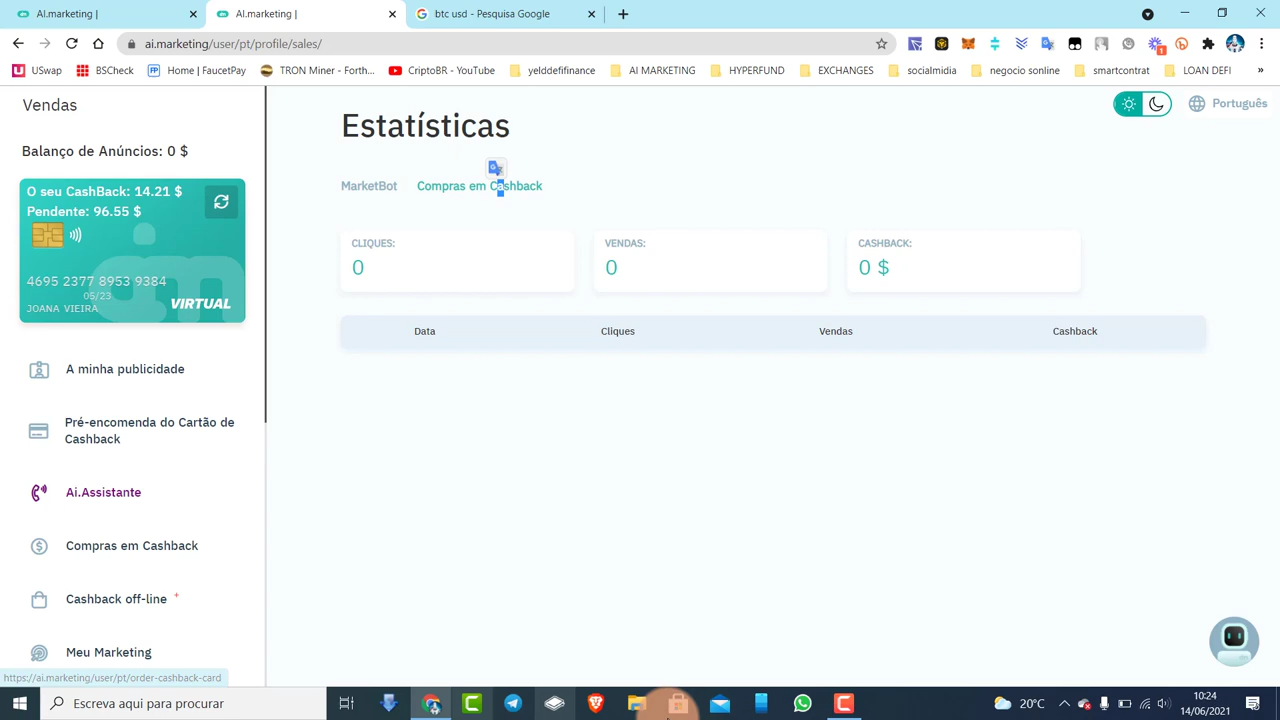 Ai.marketing |
Ai.marketing |
btc usd - Pesquisa Google
ai.marketing/user/pt/profile/sales/
1
USwap
BSCheck
Home | FaucetPay
TRON Miner - Forth...
CriptoBR - YouTube
yelddefifinance
AI MARKETING
HYPERFUND
EXCHANGES
socialmidia
negocio sonline
smartcontrat
LOAN DEFI
»
Vendas
Balanço de Anúncios: 0 $
O seu CashBack: 14.21 $
Pendente: 96.55 $
4695 2377 8953 9384
05/23
JOANA VIEIRA
VIRTUAL
A minha publicidade
Pré-encomenda do Cartão de
Cashback
Ai.Assistante
Compras em Cashback
Cashback off-line *
Meu Marketing
https://ai.marketing/user/pt/order-cashback-card
Português
Estatísticas
MarketBot
Compras em Cashback
CLIQUES:
0
VENDAS:
0
CASHBACK:
0 $
Data
Cliques
Vendas
Cashback
Escreva aqui para procurar
20°C
10:24
14/06/2021